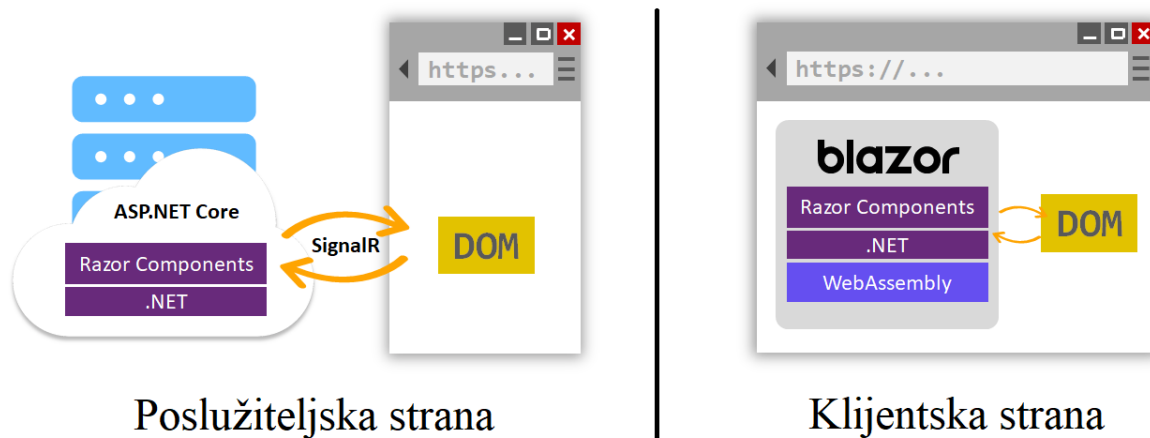 https...
ASP.NET Core
SignalR
DOM
Razor Components
.NET
Poslužiteljska strana
https://...
blazor
Razor Components
.NET
WebAssembly
DOM
Klijentska strana